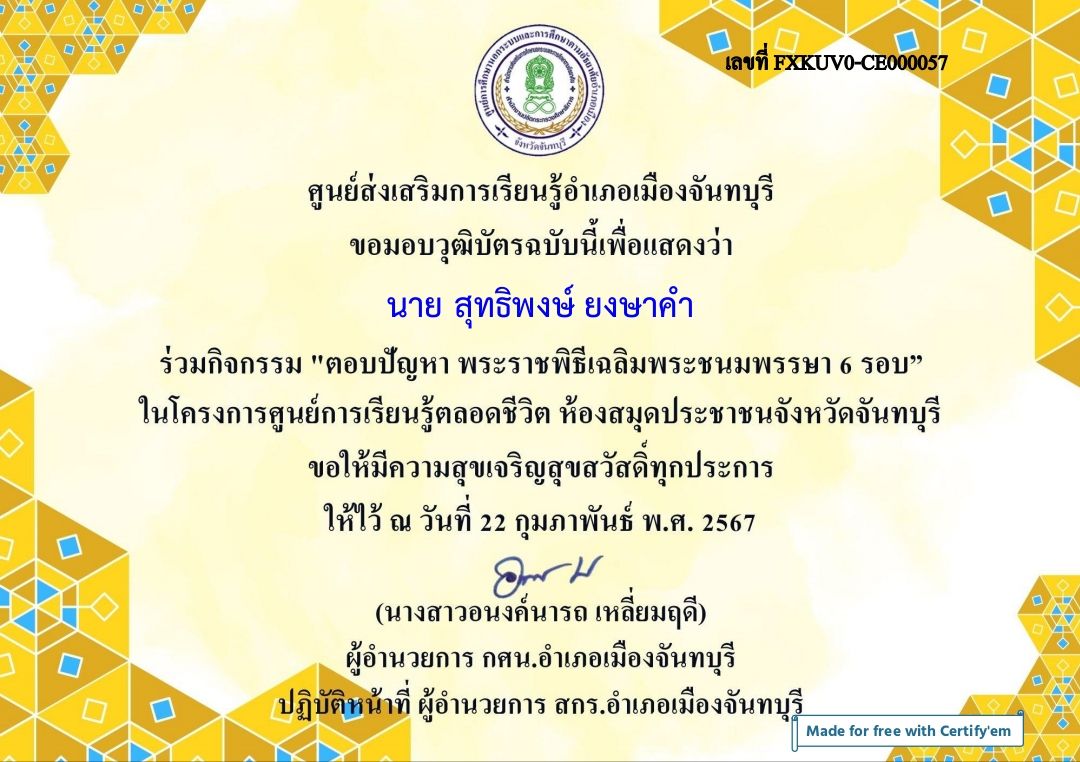 เลขที่ FXKUV0-CE000057
จังหวัดจันทบุรี
ศูนย์ส่งเสริมการเรียนรู้อำเภอเมืองจันทบุรี
ขอมอบวุฒิบัตรฉบับนี้เพื่อแสดงว่า
นาย สุทธิพงษ์ ยงษาคำ
ร่วมกิจกรรม "ตอบปัญหา พระราชพิธีเฉลิมพระชนมพรรษา 6 รอบ”
ในโครงการศูนย์การเรียนรู้ตลอดชีวิต ห้องสมุดประชาชนจังหวัดจันทบุรี
ขอให้มีความสุขเจริญสุขสวัสดิ์ทุกประการ
ให้ไว้ ณ วันที่ 22 กุมภาพันธ์ พ.ศ. 2567
(นางสาวอนงค์นารถ เหลี่ยมฤดี)
ผู้อำนวยการ กศน.อำเภอเมืองจันทบุรี
ปฏิบัติหน้าที่ ผู้อำนวยการ สกร.อำเภอเมืองจันทบุรี
Made for free with Certify'em